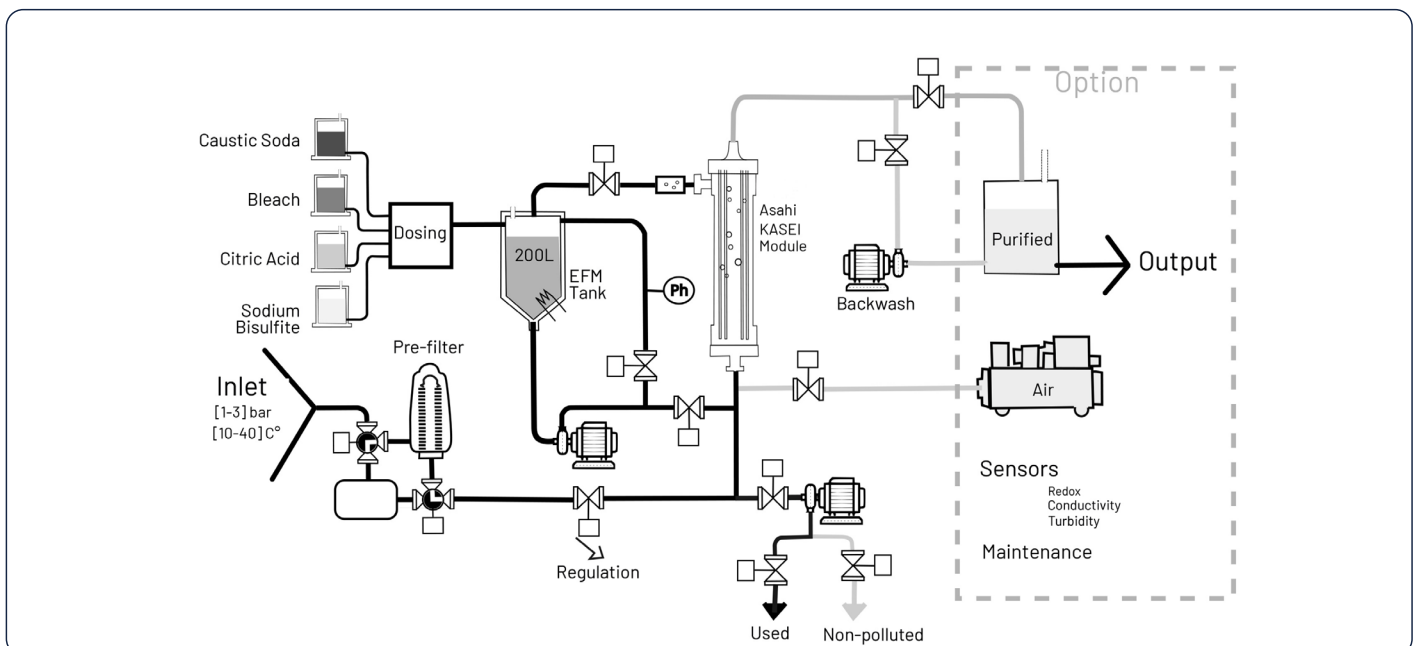 Option
Caustic Soda
Bleach
Citric Acid
Sodium
Bisulfite
Dosing
200L
EFM
Tank
Ph
Asahi
KASEI
Module
Backwash
Purified
Output
Inlet
[1-3] bar
[10-40] C°
Pre-filter
Air
Sensors
Redox
Conductivity
Turbidity
Maintenance
Regulation
Used
Non-polluted